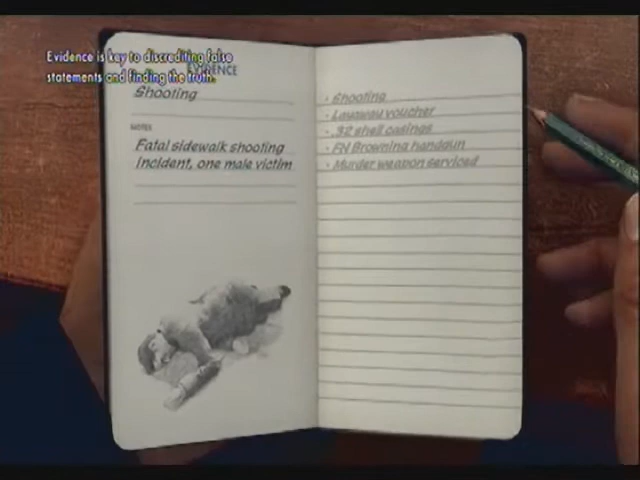 Evidence is key to discrediting false
statements and finding the truth.
EVIDENCE
Shooting
NOTES
Fatal sidewalk shooting
incident, one male victim
- Shooting
- Layaway voucher
- .32 shell casings
- FN Browning handgun
- Murder weapon serviced